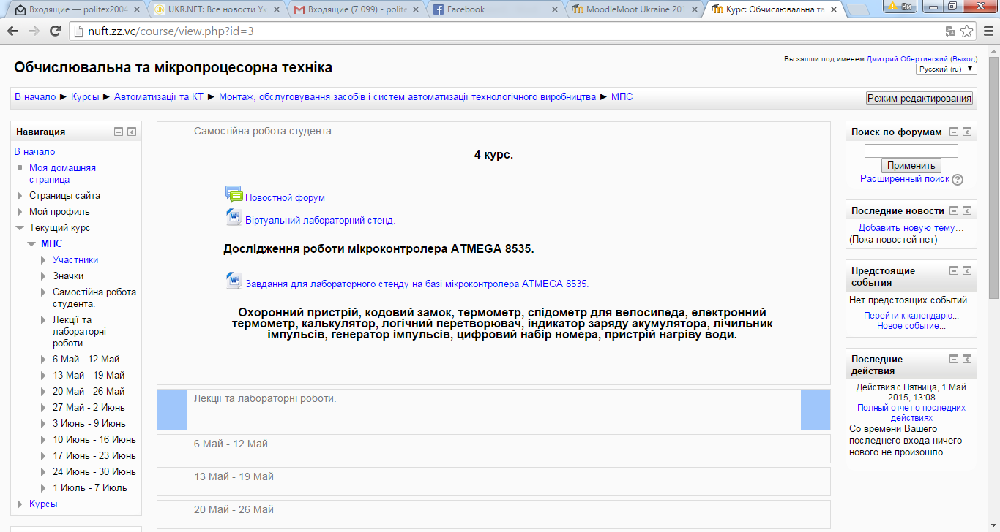 Входящие — politex2004
UKR.NET: Все новости Ук
Входящие (7 099) - polite
Facebook
MoodleMoot Ukraine 201
Курс: Обчислювальна та
Ви
nuft.zz.vc/course/view.php?id=3
Обчислювальна та мікропроцесорна техніка
Вы зашли под именем Дмитрий Обертинский (Выход)
Русский (ru)
В начало ► Курсы ► Автоматизації та КТ ► Монтаж, обслуговування засобів і систем автоматизації технологічного виробництва ► МПС
Режим редактирования
Навигация
В начало
Моя домашняя
страница
Страницы сайта
Мой профиль
Текущий курс
МПС
Участники
Значки
Самостійна робота
студента.
Лекції та
лабораторні
роботи.
6 Май - 12 Май
13 Май - 19 Май
20 Май - 26 Май
27 Май - 2 Июнь
3 Июнь - 9 Июнь
10 Июнь - 16 Июнь
17 Июнь - 23 Июнь
24 Июнь - 30 Июнь
1 Июль - 7 Июль
Курсы
Самостійна робота студента.
4 курс.
Новостной форум
Віртуальний лабораторний стенд.
Дослідження роботи мікроконтролера ATMEGA 8535.
Завдання для лабораторного стенду на базі мікроконтролера ATMEGA 8535.
Охоронний пристрій, кодовий замок, термометр, спідометр для велосипеда, електронний
термометр, калькулятор, логічний перетворювач, індикатор заряду акумулятора, лічильник
імпульсів, генератор імпульсів, цифровий набір номера, пристрій нагріву води.
Лекції та лабораторні роботи.
6 Май - 12 Май
13 Май - 19 Май
20 Май - 26 Май
Поиск по форумам
Применить
Расширенный поиск
Последние новости
Добавить новую тему...
(Пока новостей нет)
Предстоящие
события
Нет предстоящих событий
Перейти к календарю...
Новое событие...
Последние
действия
Действия с Пятница, 1 Май
2015, 13:08
Полный отчет о последних
действиях
Со времени Вашего
последнего входа ничего
нового не произошло